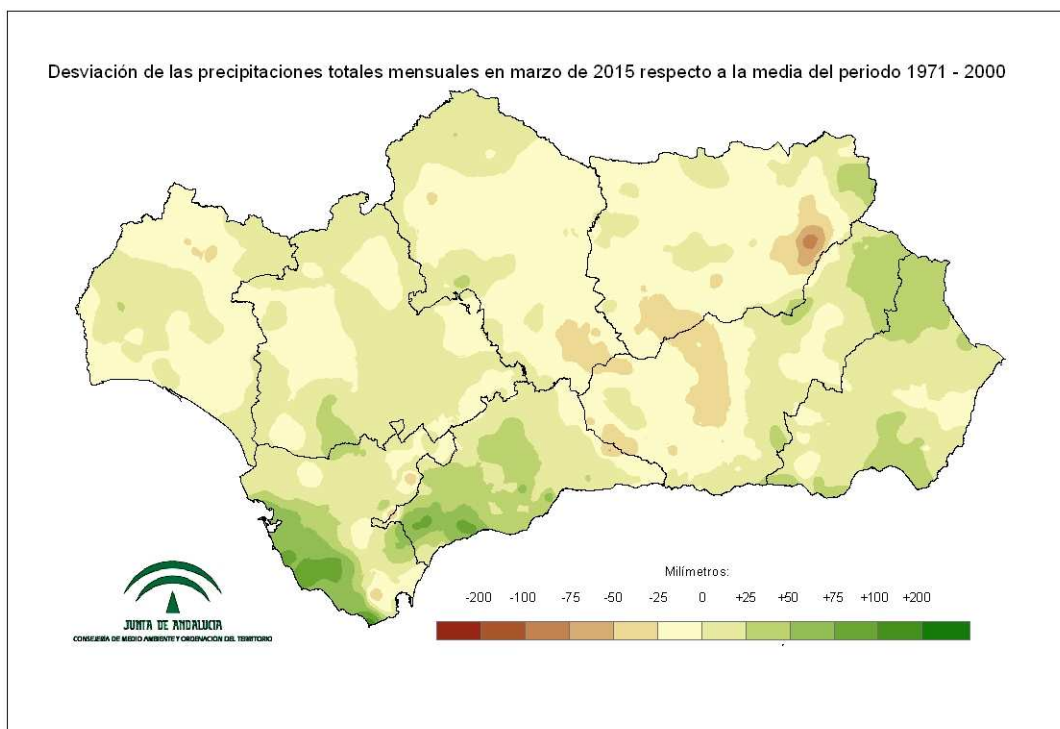 Desviación de las precipitaciones totales mensuales en marzo de 2015 respecto a la media del periodo 1971 - 2000
Milímetros:
-200 -100 -75 -50 -25 0 +25 +50 +75 +100 +200
JUNTA DE ANDALUCIA
CONSEJERÍA DE MEDIO AMBIENTE Y ORDENACIÓN DEL TERRITORIO